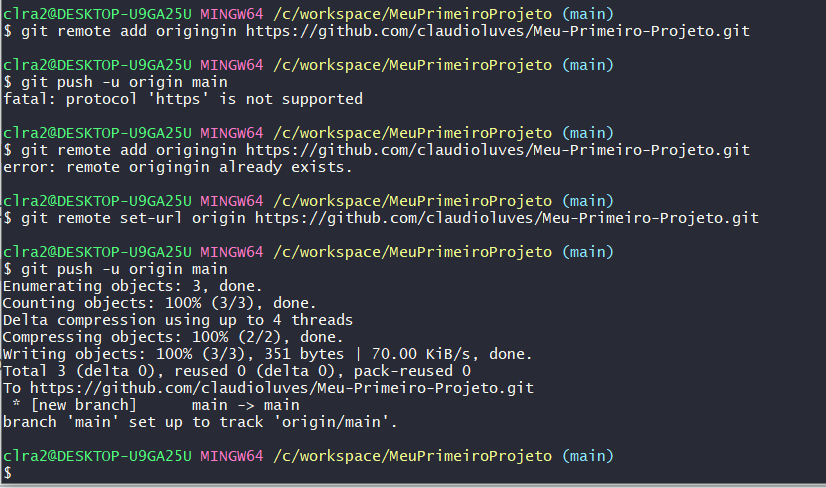 clra2@DESKTOP-U9GA25U MINGW64 /c/workspace/MeuPrimeiroProjeto (main)
$ git remote add origingin https://github.com/claudioluves/Meu-Primeiro-Projeto.git
clra2@DESKTOP-U9GA25U MINGW64 /c/workspace/MeuPrimeiroProjeto (main)
$ git push -u origin main
fatal: protocol 'https' is not supported
clra2@DESKTOP-U9GA25U MINGW64 /c/workspace/MeuPrimeiroProjeto (main)
$ git remote add origingin https://github.com/claudioluves/Meu-Primeiro-Projeto.git
error: remote origingin already exists.
clra2@DESKTOP-U9GA25U MINGW64 /c/workspace/MeuPrimeiroProjeto (main)
$ git remote set-url origin https://github.com/claudioluves/Meu-Primeiro-Projeto.git
clra2@DESKTOP-U9GA25U MINGW64 /c/workspace/MeuPrimeiroProjeto (main)
$ git push -u origin main
Enumerating objects: 3, done.
Counting objects: 100% (3/3), done.
Delta compression using up to 4 threads
Compressing objects: 100% (2/2), done.
Writing objects: 100% (3/3), 351 bytes | 70.00 KiB/s, done.
Total 3 (delta 0), reused 0 (delta 0), pack-reused 0
To https://github.com/claudioluves/Meu-Primeiro-Projeto.git
 * [new branch]      main -> main
branch 'main' set up to track 'origin/main'.
clra2@DESKTOP-U9GA25U MINGW64 /c/workspace/MeuPrimeiroProjeto (main)
$